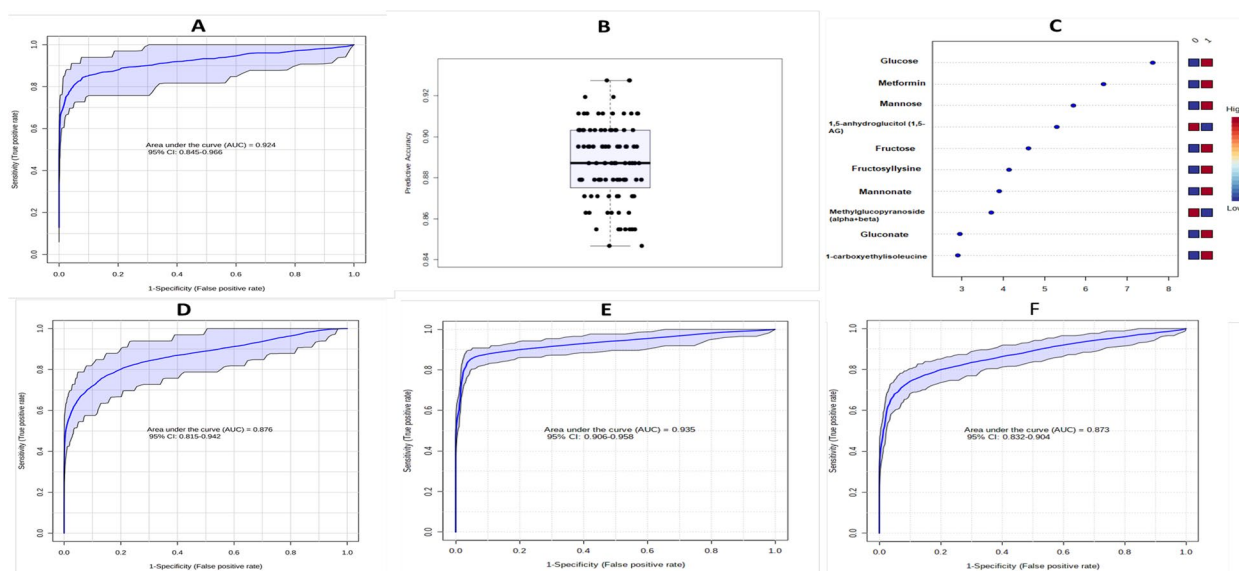 A
1.0
0.8
0.6
0.4
0.2
0.0
Sensitivity (True positive rate)
Area under the curve (AUC) = 0.924
95% CI: 0.845-0.966
0.0 0.2 0.4 0.6 0.8 1.0
1-Specificity (False positive rate)
B
0.92
0.90
0.88
0.86
0.84
Predictive Accuracy
C
0 1
Glucose
Metformin
Mannose
1,5-anhydroglucitol (1,5-
AG)
Fructose
Fructosyllysine
Mannonate
Methylglucopyranoside
(alpha+beta)
Gluconate
1-carboxyethylisoleucine
3 4 5 6 7 8
Hig
Low
D
1.0
0.8
0.6
0.4
0.2
0.0
Sensitivity (True positive rate)
Area under the curve (AUC) = 0.876
95% CI: 0.815-0.942
0.0 0.2 0.4 0.6 0.8 1.0
1-Specificity (False positive rate)
E
1.0
0.8
0.6
0.4
0.2
0.0
Sensitivity (True positive rate)
Area under the curve (AUC) = 0.935
95% CI: 0.906-0.958
0.0 0.2 0.4 0.6 0.8 1.0
1-Specificity (False positive rate)
F
1.0
0.8
0.6
0.4
0.2
0.0
Sensitivity (True positive rate)
Area under the curve (AUC) = 0.873
95% CI: 0.832-0.904
0.0 0.2 0.4 0.6 0.8 1.0
1-Specificity (False positive rate)